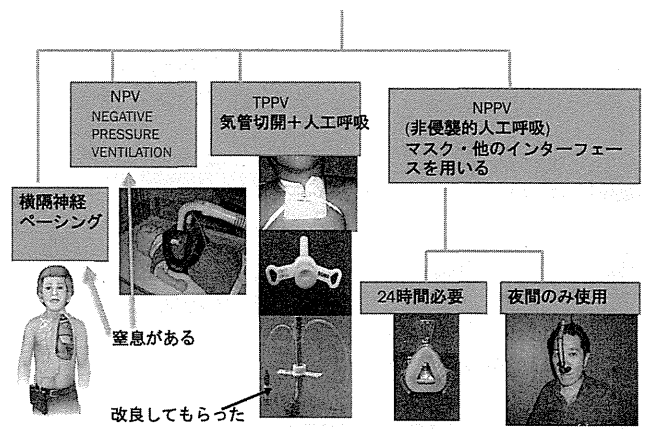 NPV
NEGATIVE
PRESSURE
VENTILATION
TPPV
気管切開+人工呼吸
NPPV
(非侵襲的人工呼吸)
マスク・他のインターフェー
スを用いる
横隔神経
ペーシング
24時間必要
夜間のみ使用
窒息がある
改良してもらった